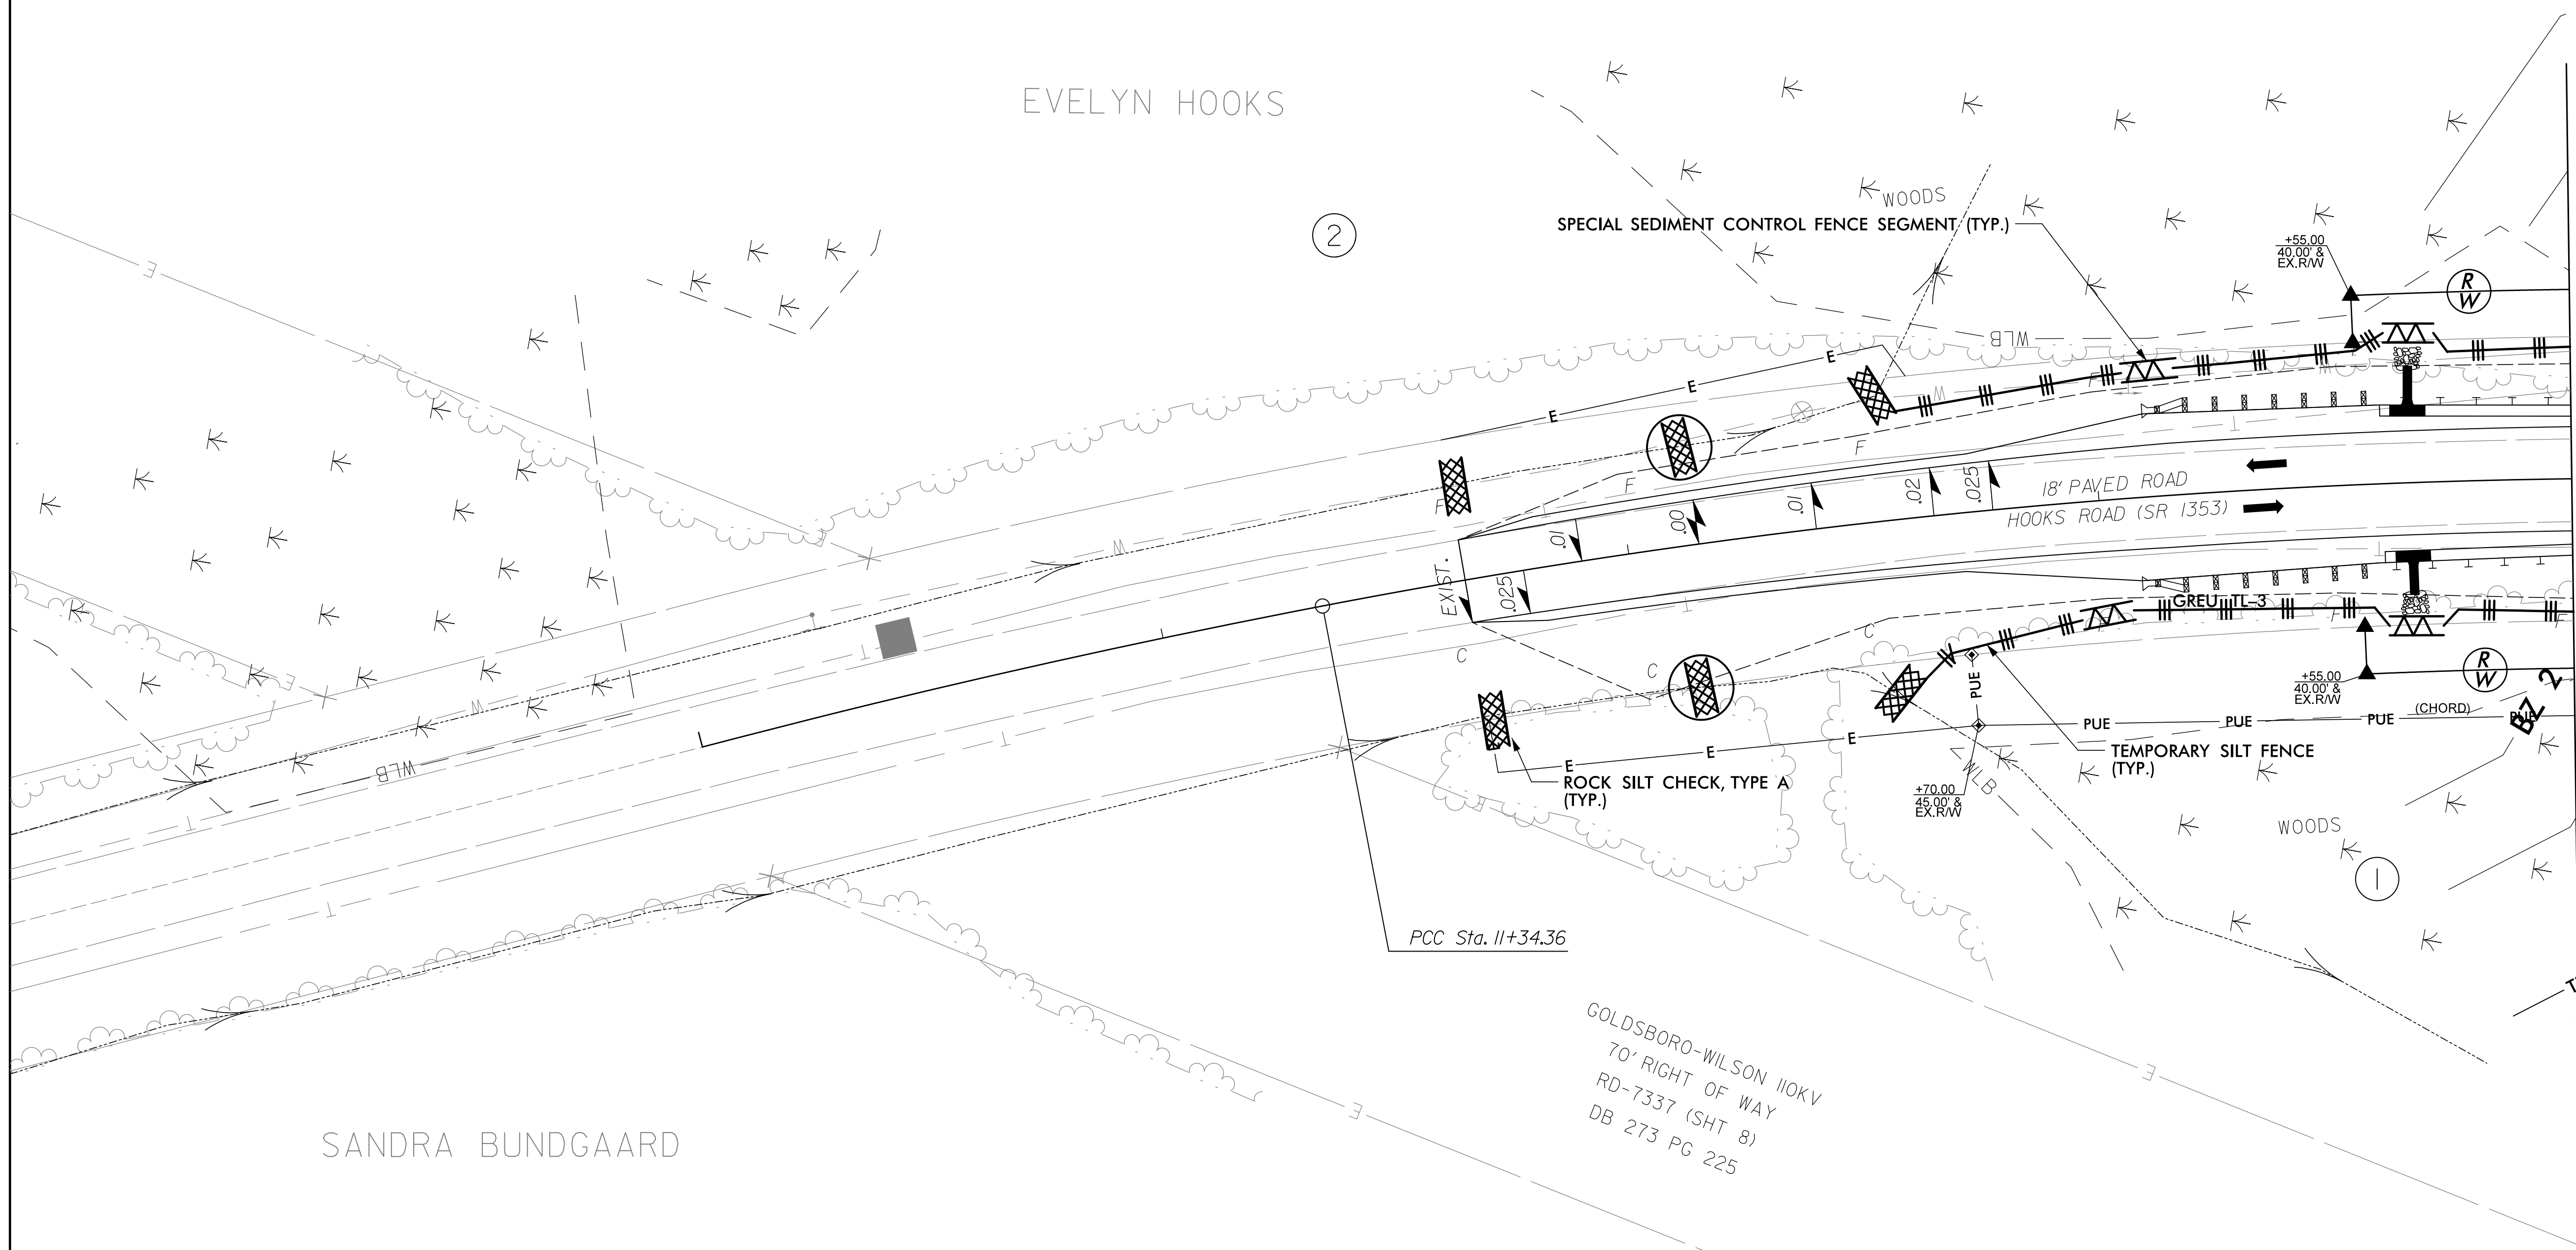 EVELYN HOOKS
2
WOODS
SPECIAL SEDIMENT CONTROL FENCE SEGMENT (TYP.)
+55.00
40.00' &
EX.R/W
R
W
E
WLB
E
E
E
W
F
F
W
F
F
W
.01
.00
.01
.02
.025
18' PAVED ROAD
HOOKS ROAD (SR 1353)
EXIST.
.025
E
C
C
C
GREU TL-3
F
F
PUE
+55.00
40.00' &
EX.R/W
R
W
BZ 2
PUE
PUE
PUE
(CHORD)
PUE
E
W
WLB
E
E
E
TEMPORARY SILT FENCE
(TYP.)
ROCK SILT CHECK, TYPE A
(TYP.)
WLB
+70.00
45.00' &
EX.R/W
WOODS
1
PCC Sta. 11+34.36
GOLDSBORO-WILSON 110KV
70' RIGHT OF WAY
RD-7337 (SHT 8)
DB 273 PG 225
E
E
SANDRA BUNDGAARD